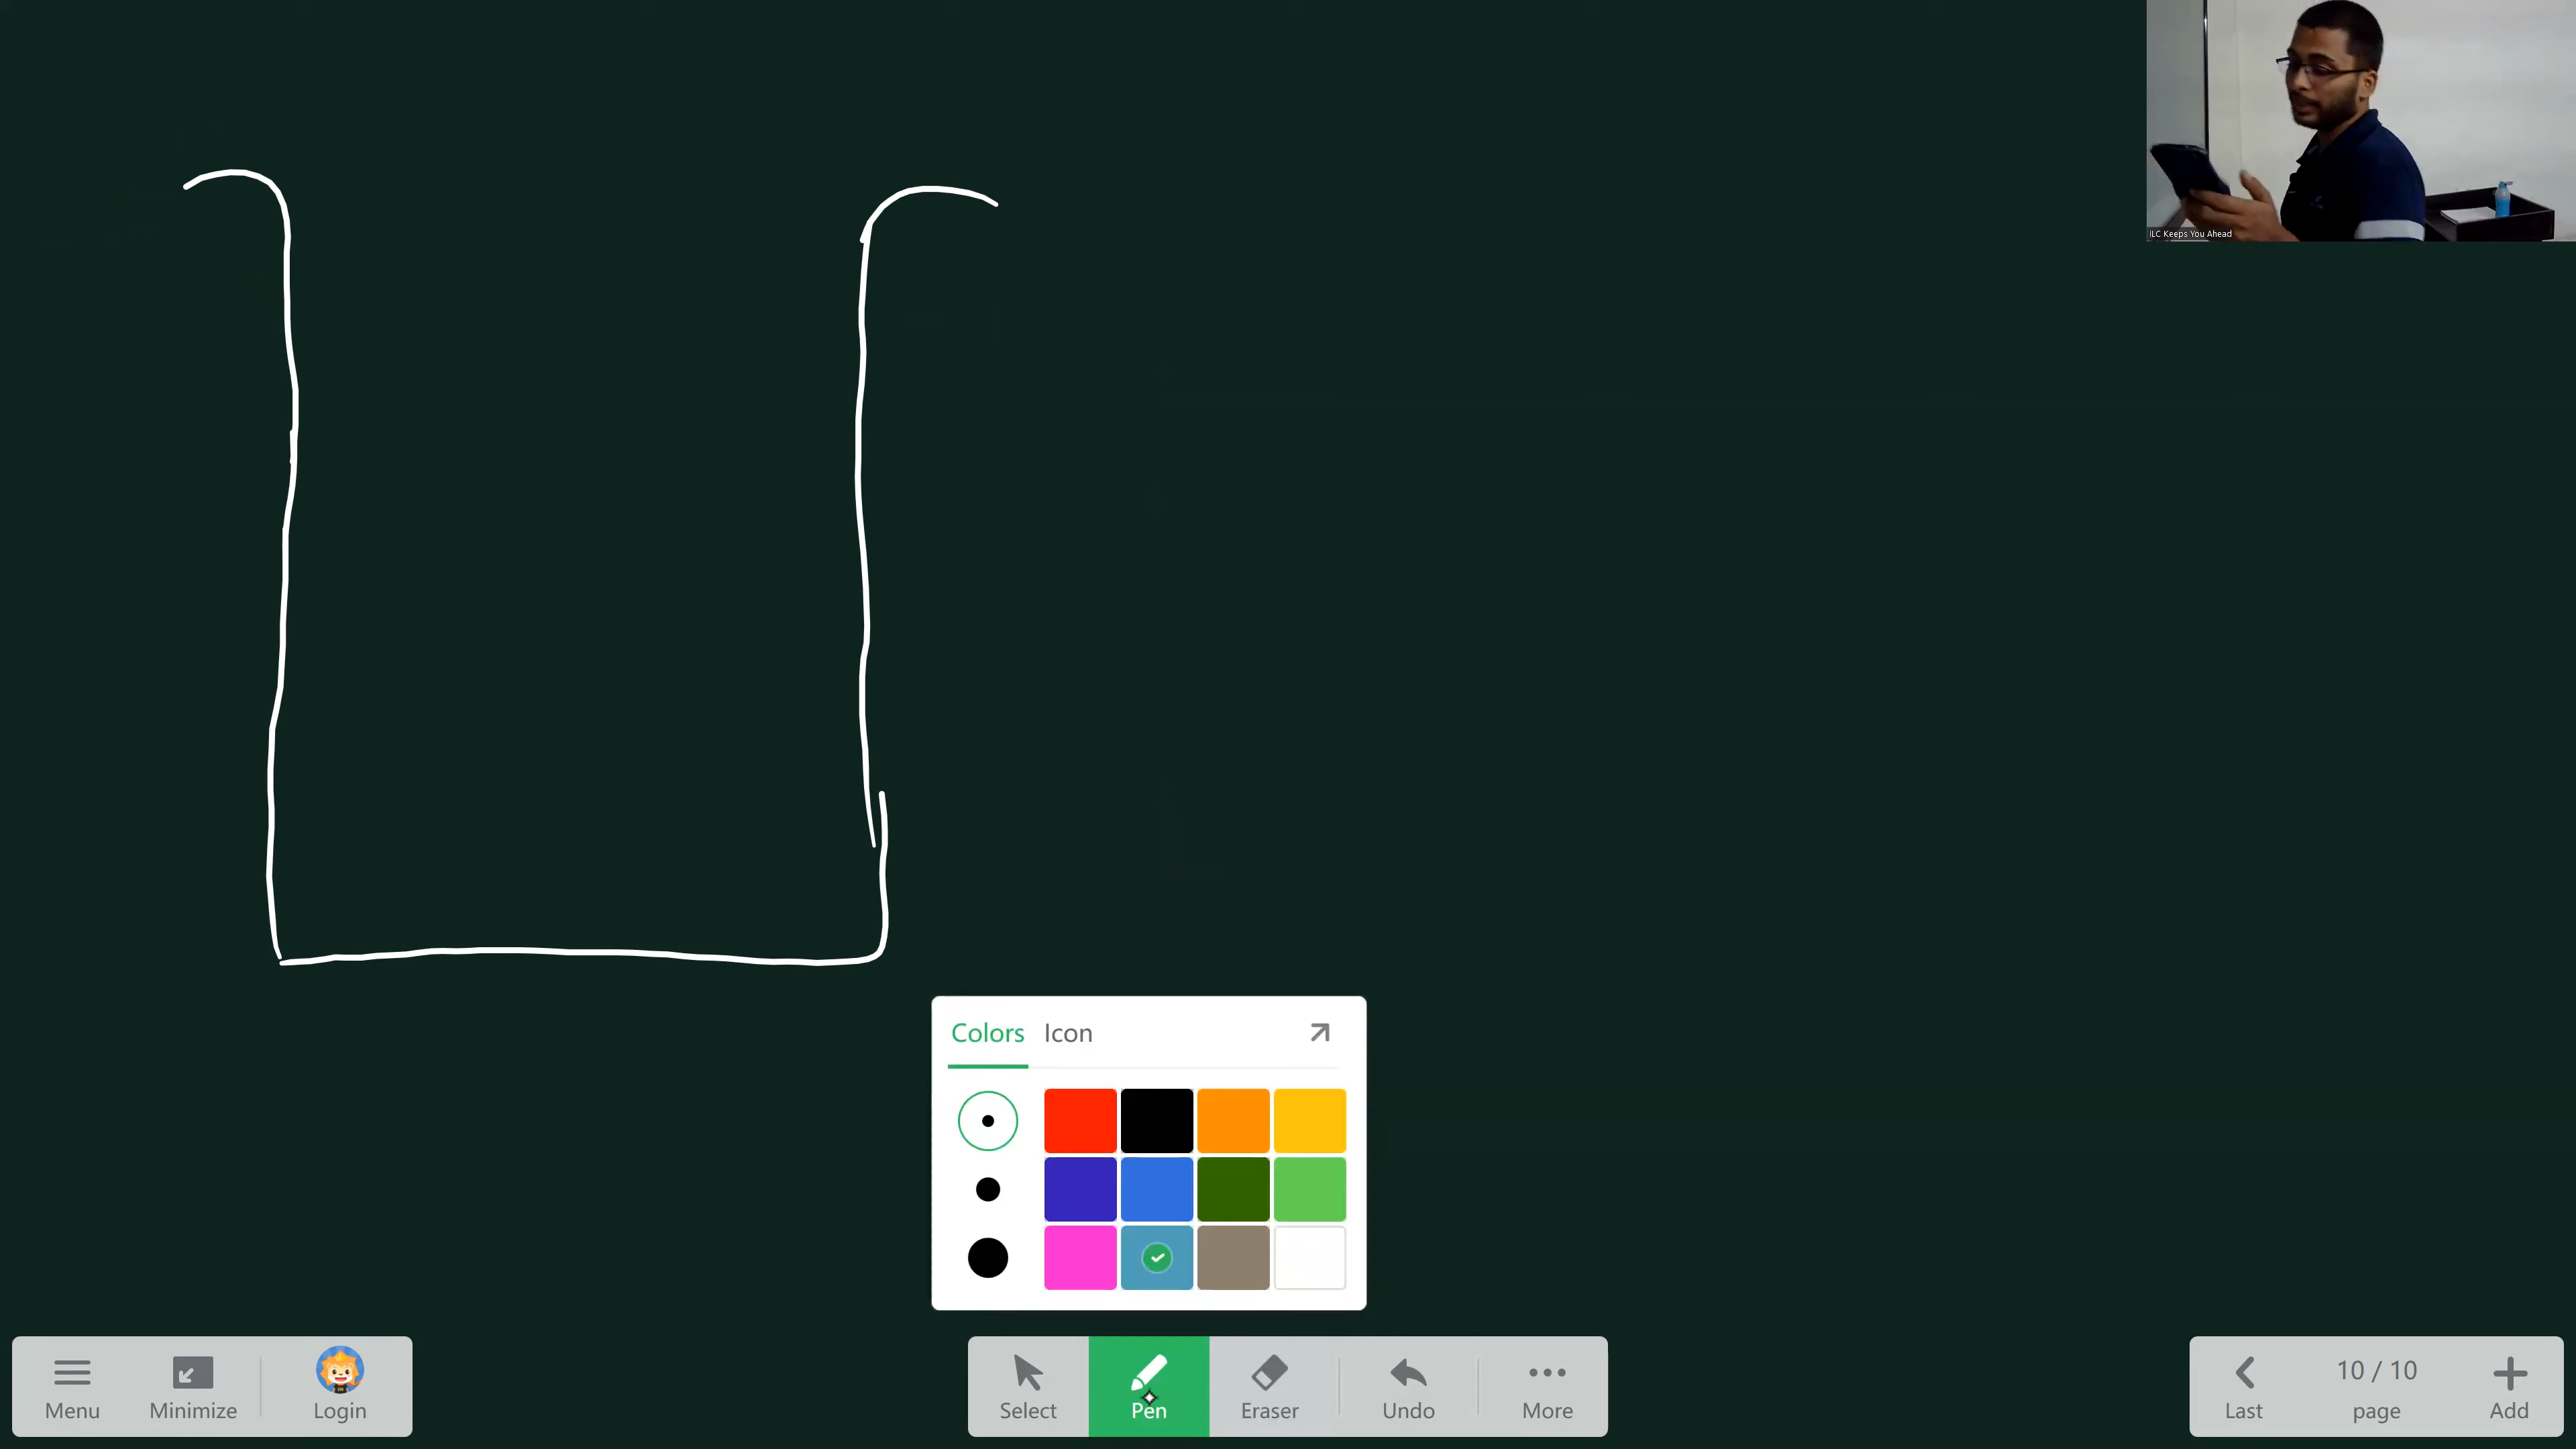 ILC Keeps You Ahead
Colors Icon
Menu Minimize Login
Select Pen Eraser Undo More
10 / 10
Last page Add